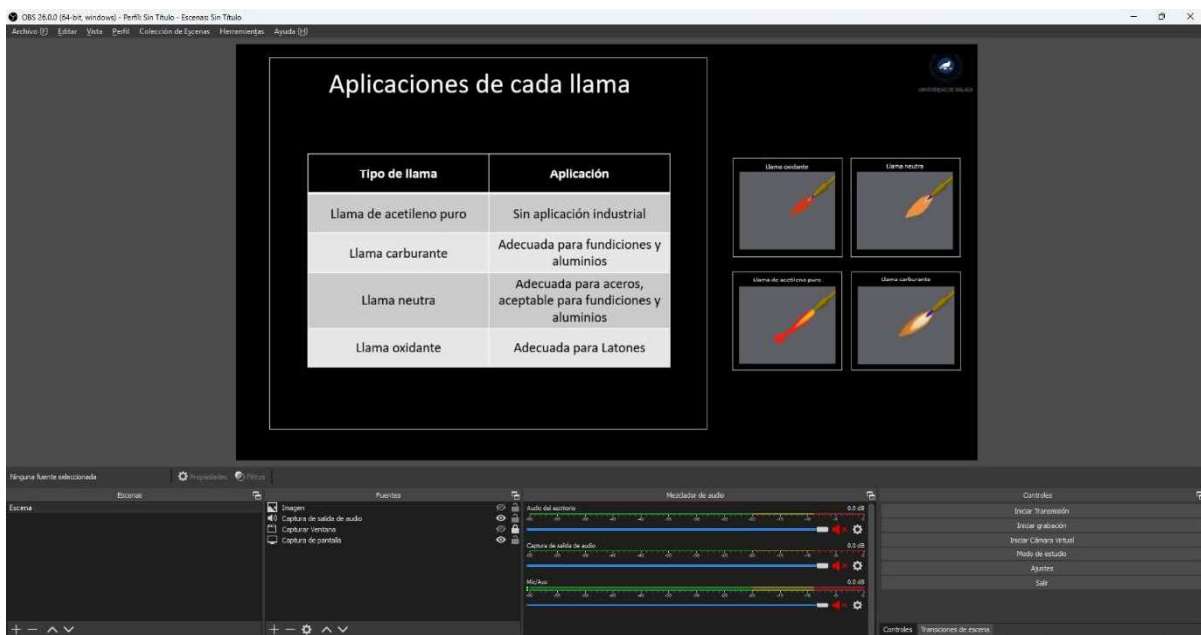 OBS 26.0.0 (64-bit, windows) - Perfil: Sin Título - Escenas: Sin Título
Archivo (F) Editar Vista Perfil Colección de Escenas Herramientas Ayuda (H)
Aplicaciones de cada llama
UNIVERSIDAD DE MÁLAGA
Tipo de llama Aplicación
Llama de acetileno puro Sin aplicación industrial
Llama carburante Adecuada para fundiciones y
aluminios
Llama neutra Adecuada para aceros,
aceptable para fundiciones y
aluminios
Llama oxidante Adecuada para Latones
Llama oxidante Llama neutra
Llama de acetileno puro Llama carburante
Ninguna fuente seleccionada Propiedades Filtros
Escenas
Escena
Fuentes
Imagen
Captura de salida de audio
Capturar Ventana
Captura de pantalla
Mezclador de audio
Audio del escritorio 0.0 dB
Captura de salida de audio 0.0 dB
Mic/Aux 0.0 dB
Controles
Iniciar Transmisión
Iniciar grabación
Iniciar Cámara Virtual
Modo de estudio
Ajustes
Salir
Controles Transiciones de escena